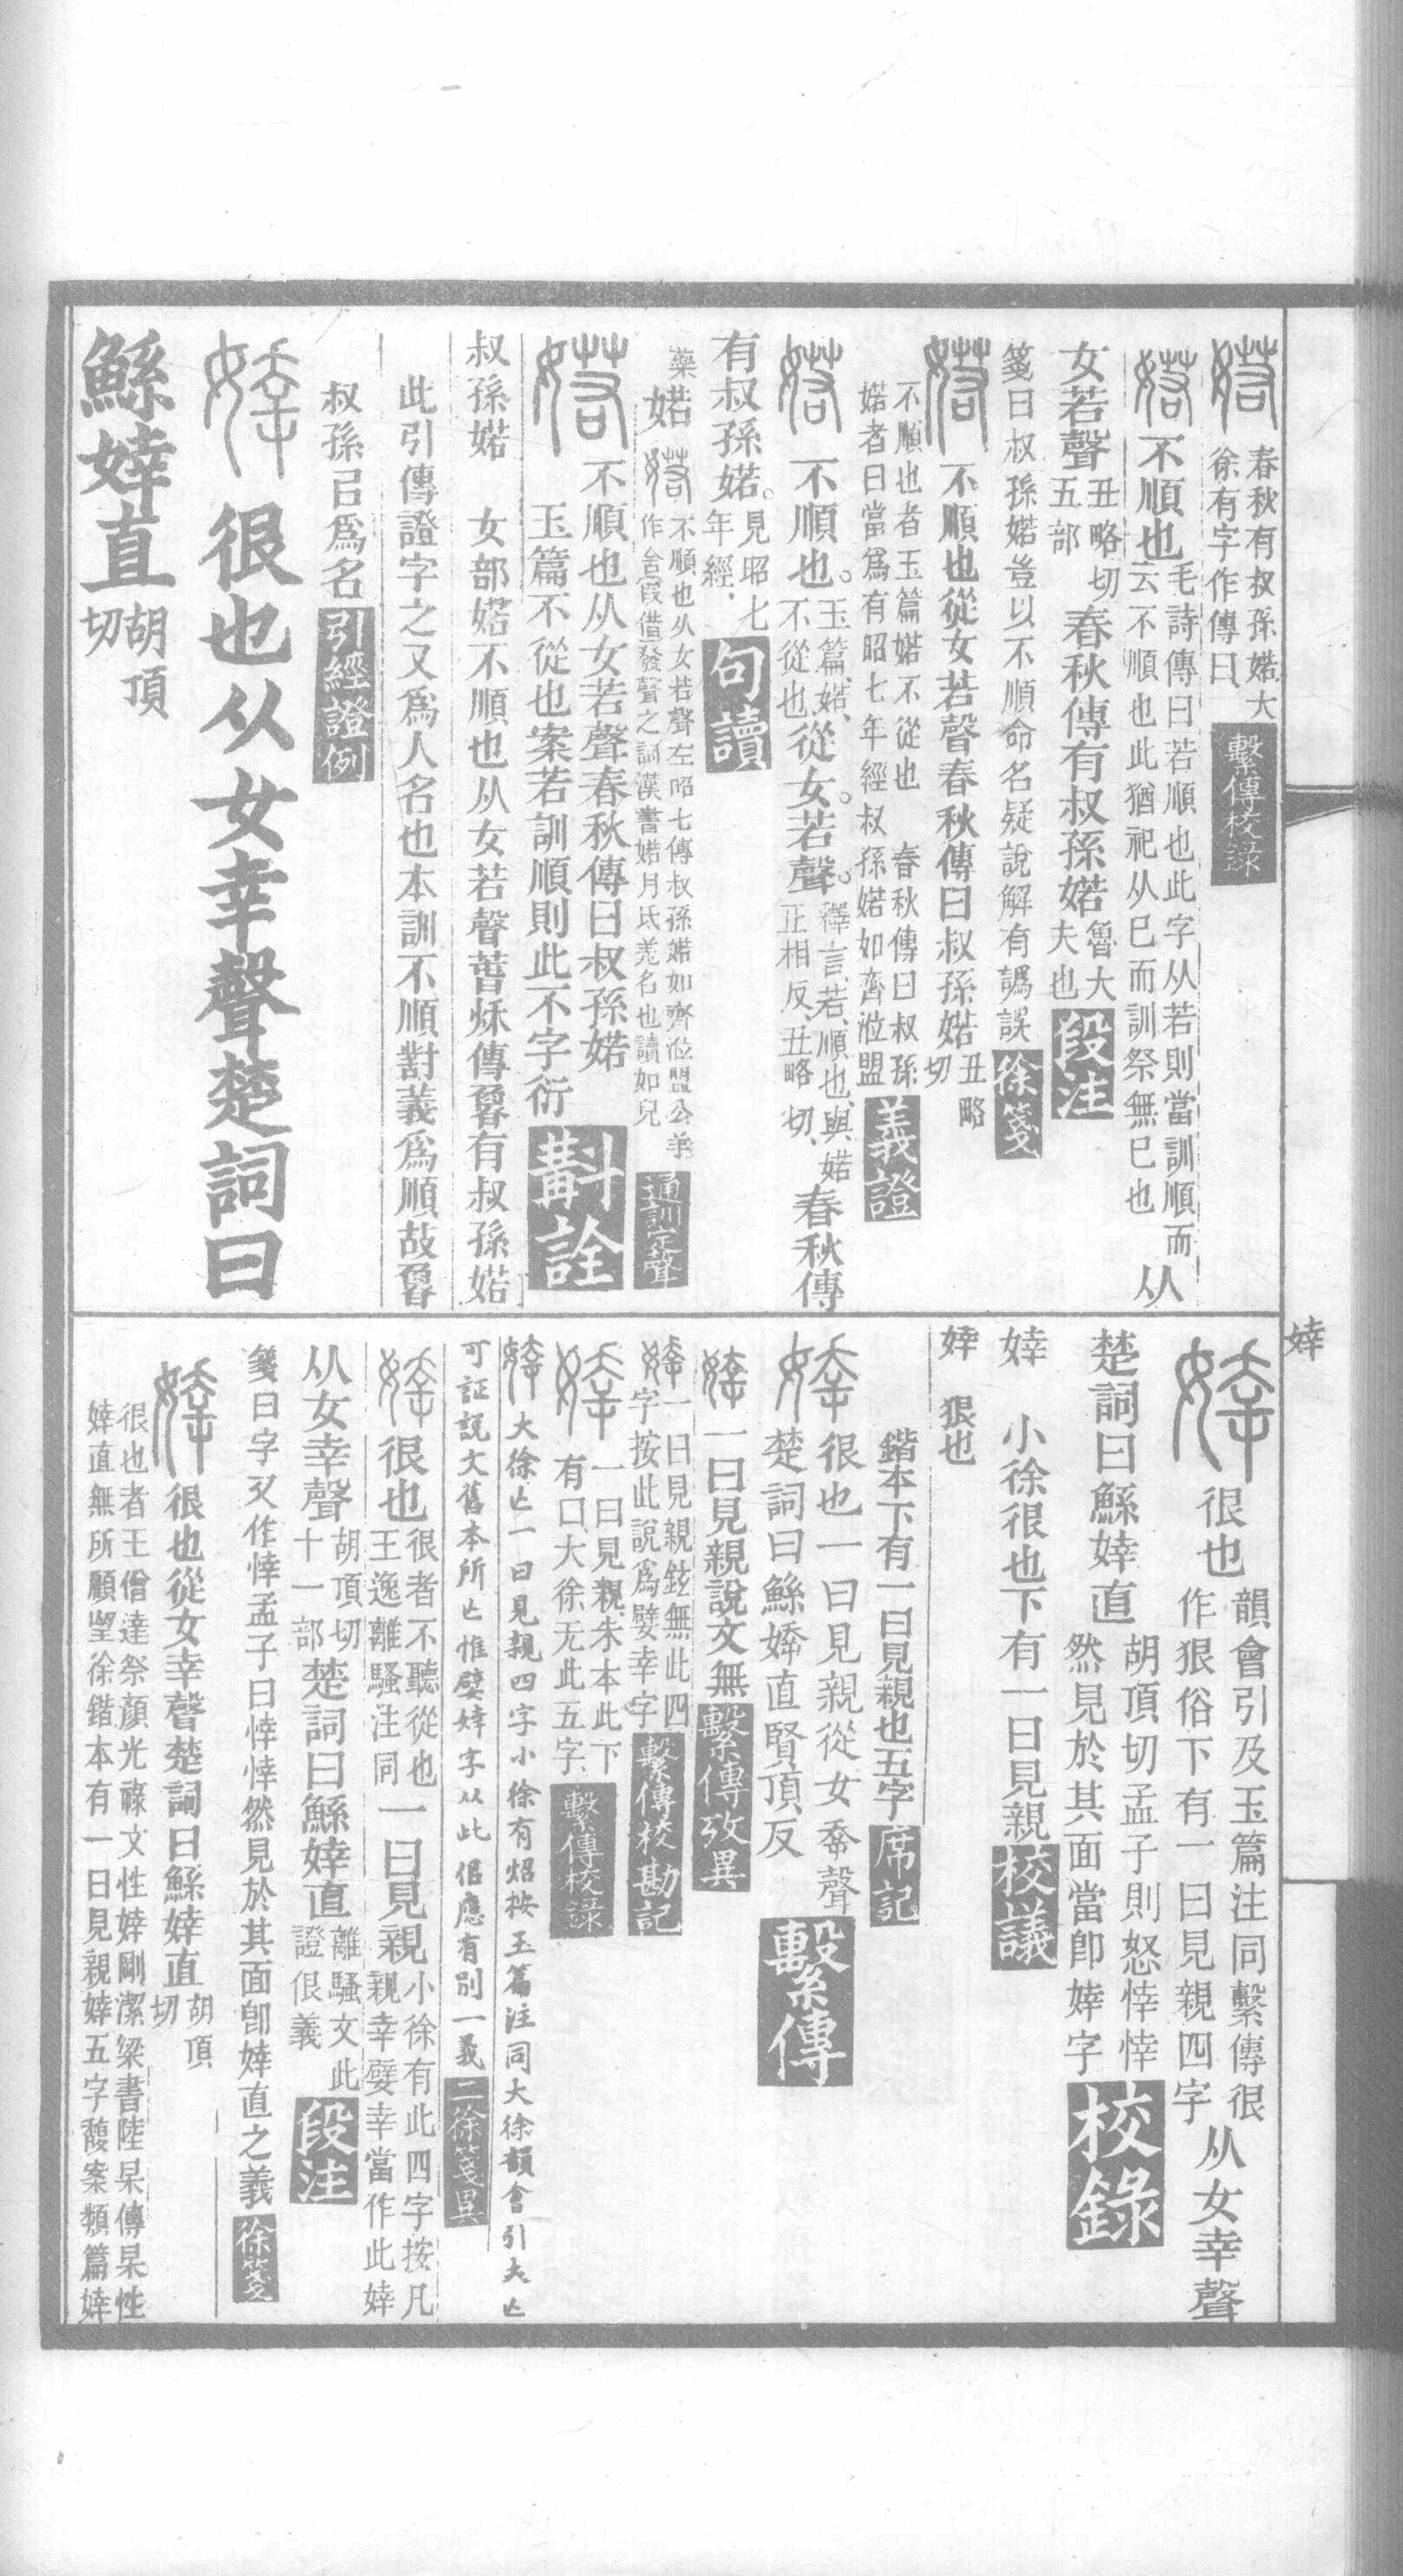 婼 春秋有叔孫婼大徐有字作傳曰 繫傳校錄
婼 不順也 毛詩傳曰若順也此字从若則當訓順而云不順也此猶祀从巳而訓祭無巳也 从
女若聲 丑略切五部 春秋傳有叔孫婼 魯大夫也 段注
箋曰叔孫婼豈以不順命名疑說解有譌誤 徐箋
婼 不順也從女若聲春秋傳曰叔孫婼 丑略切
不順也者玉篇婼不從也 春秋傳曰叔孫婼者曰當爲有昭七年經叔孫婼如齊涖盟 義證
婼 不順也。 玉篇、婼、不從也、 從女若聲。 釋言、若、順也、與婼正相反、丑略切、 春秋傳
有叔孫婼。 見昭七年經、 句讀
蘂婼 婼 不順也从女若聲左昭七傳叔孫婼如齊涖盟公羊作舍叚借發聲之詞漢書婼月氐羌名也讀如兒 通訓定聲
婼 不順也从女若聲春秋傳曰叔孫婼
玉篇不從也案若訓順則此不字衍 斠詮
叔孫婼 女部婼不順也从女若聲萅秌傳魯有叔孫婼
此引傳證字之又爲人名也本訓不順對義爲順故魯
叔孫㠯爲名 引經證例
婞 很也从女幸聲楚詞曰
鯀婞直 胡頂切
婞
婞 很也 韻會引及玉篇注同繫傳很作狠俗下有一曰見親四字 从女幸聲
楚詞曰鯀婞直 胡頂切孟子則怒悻悻然見於其面當卽婞字 校錄
婞 小徐很也下有一曰見親 校議
婞 狠也
鍇本下有一曰見親也五字 席記
婞 很也一曰見親從女㚔聲
楚詞曰鯀婞直賢頂反 繫傳
婞 一曰見親說文無 繫傳攷異
婞 一曰見親鉉無此四字按此說爲嬖幸字 繫傳校勘記
婞 一曰見親、朱本此下有口大徐无此五字、 繫傳校錄
婞 大徐亾一曰見親四字小徐有炤桉玉篇注同大徐韻會引大亾
可証説文舊本所亾惟嬖婞字从此佀應有別一義 二徐箋異
婞 很也 很者不聽從也王逸離騷注同 一曰見親 小徐有此四字按凡親幸嬖幸當作此婞
从女幸聲 胡頂切十一部 楚詞曰鯀婞直 離騷文此證佷義 段注
箋曰字又作悻孟子曰悻悻然見於其面卽婞直之義 徐箋
婞 很也從女幸聲楚詞曰鯀婞直 胡頂切
很也者王僧達祭顏光祿文性婞剛潔梁書陸杲傳杲性婞直無所顧望徐鍇本有一曰見親婞五字馥案類篇婞